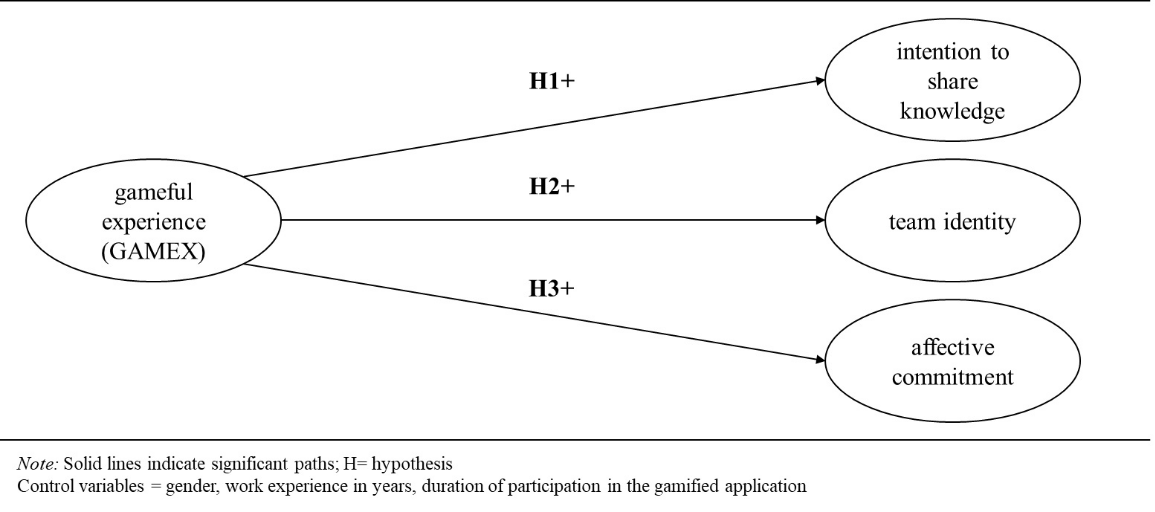 gameful
experience
(GAMEX)
H1+
H2+
H3+
intention to
share
knowledge
team identity
affective
commitment
Note: Solid lines indicate significant paths; H= hypothesis
Control variables = gender, work experience in years, duration of participation in the gamified application